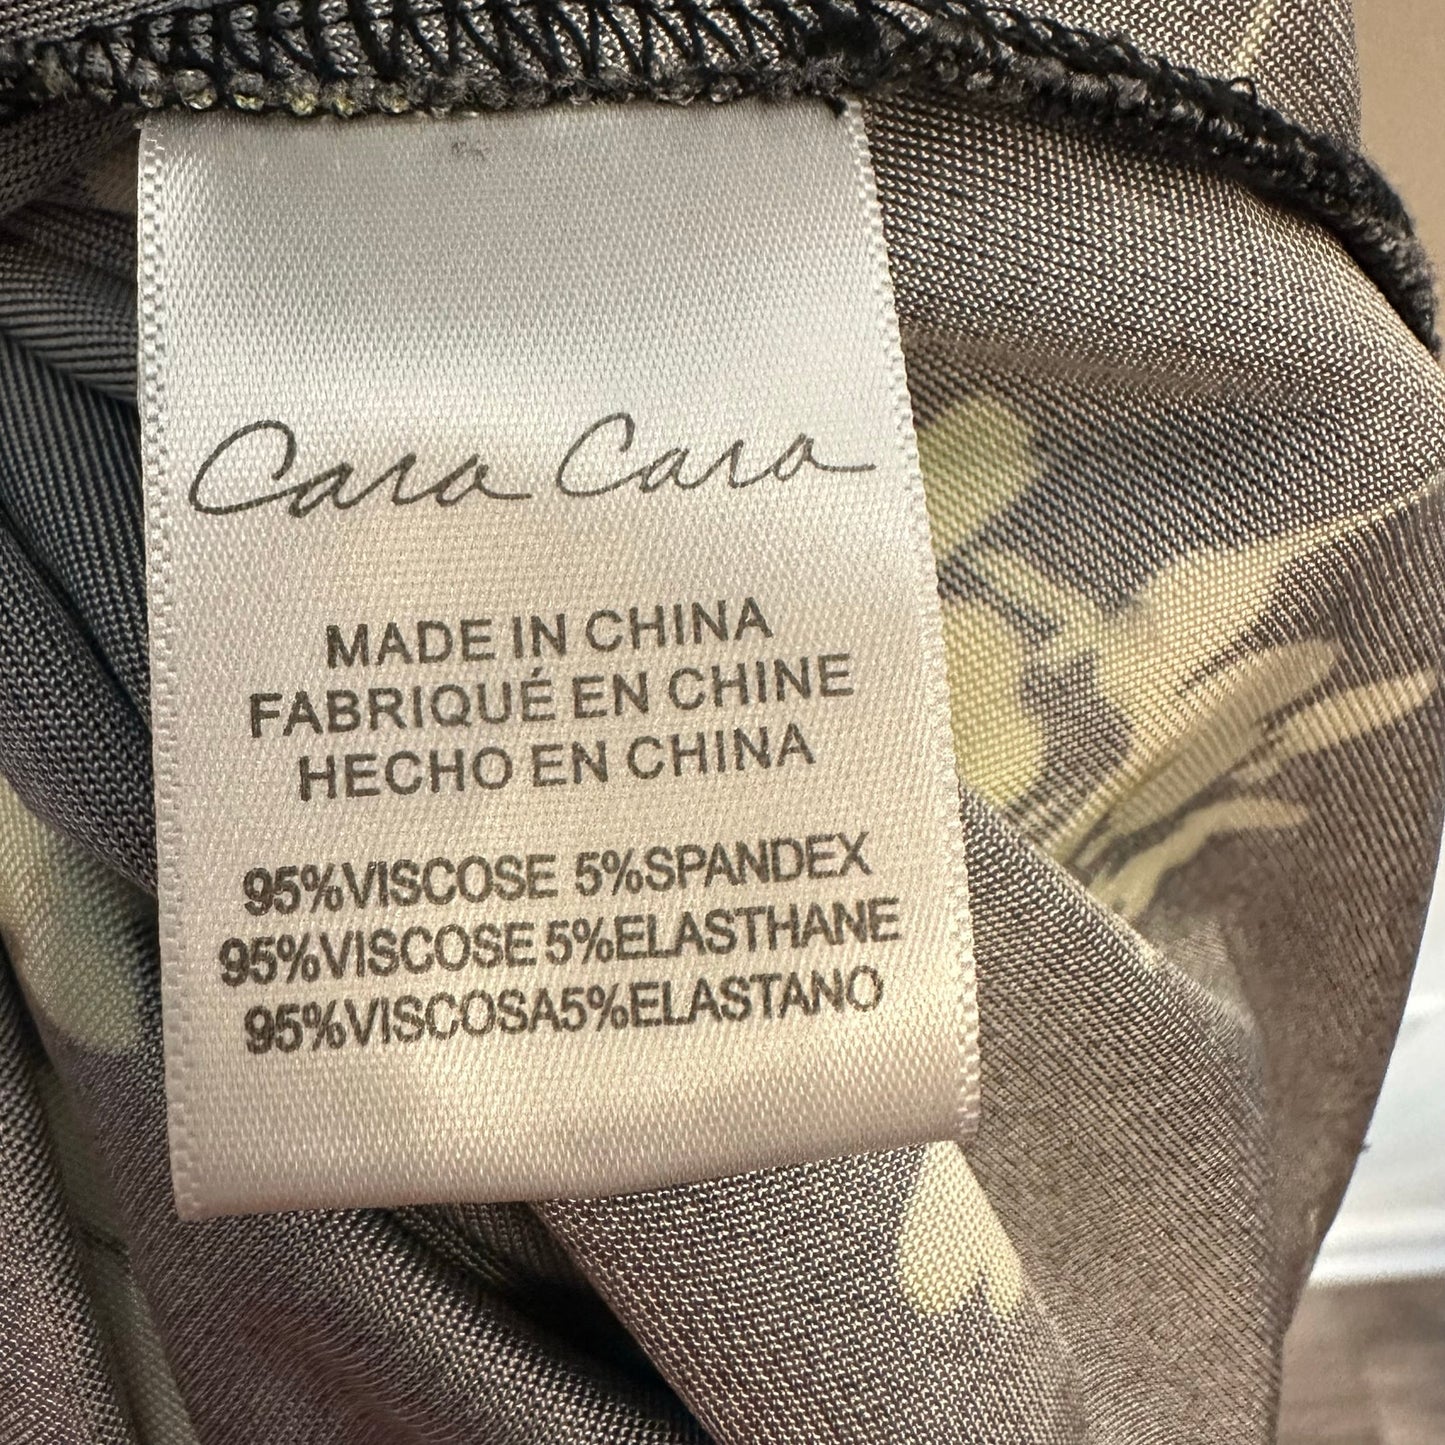 Cara Cara
MADE IN CHINA
FABRIQUÉ EN CHINE
HECHO EN CHINA
95%VISCOSE 5%SPANDEX
95%VISCOSE 5%ELASTHANE
95%VISCOSA5%ELASTANO